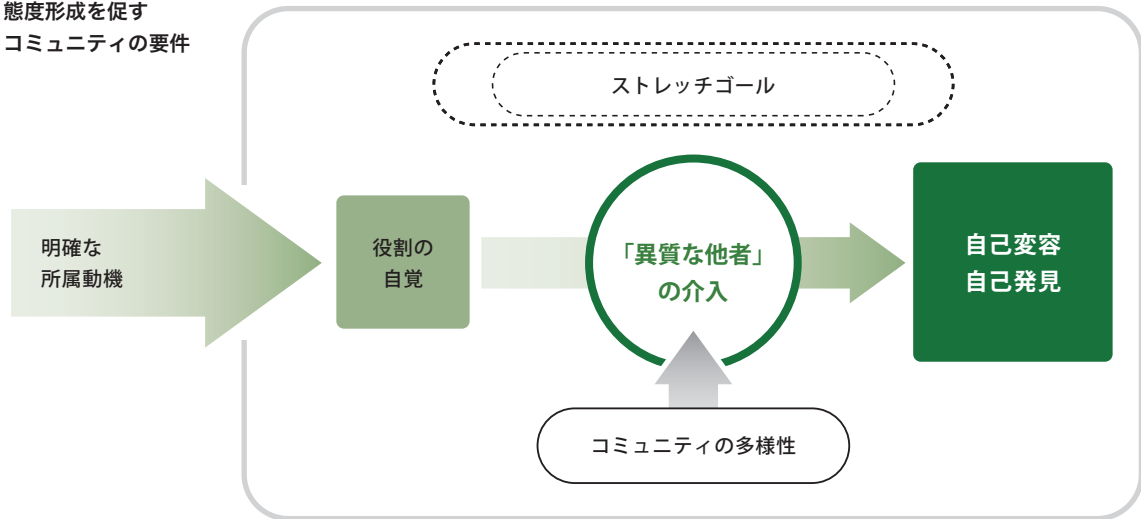 態度形成を促す
コミュニティの要件
ストレッチゴール
明確な
所属動機
役割の
自覚
「異質な他者」
の介入
自己変容
自己発見
コミュニティの多様性